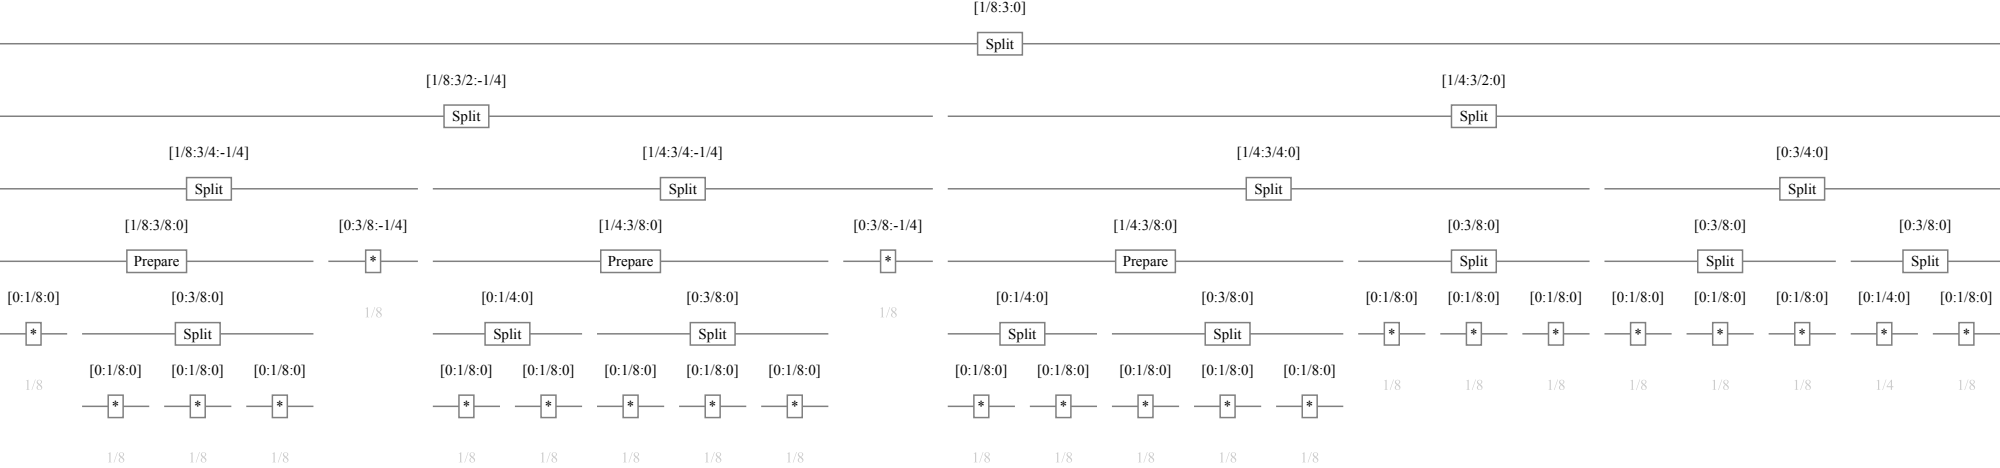 [1/8:3:0]
Split
[1/8:3/2:-1/4] [1/4:3/2:0]
Split Split
[1/8:3/4:-1/4] [1/4:3/4:-1/4] [1/4:3/4:0] [0:3/4:0]
Split Split Split Split
[1/8:3/8:0] [0:3/8:-1/4] [1/4:3/8:0] [0:3/8:-1/4] [1/4:3/8:0] [0:3/8:0] [0:3/8:0] [0:3/8:0]
Prepare * Prepare * Prepare Split Split Split
[0:1/8:0] [0:3/8:0] 1/8 [0:1/4:0] [0:3/8:0] 1/8 [0:1/4:0] [0:3/8:0] [0:1/8:0] [0:1/8:0] [0:1/8:0] [0:1/8:0] [0:1/8:0] [0:1/8:0] [0:1/4:0] [0:1/8:0]
* Split Split Split Split Split * * * * * * * *
[0:1/8:0] [0:1/8:0] [0:1/8:0] [0:1/8:0] [0:1/8:0] [0:1/8:0] [0:1/8:0] [0:1/8:0] [0:1/8:0] [0:1/8:0] [0:1/8:0] [0:1/8:0] [0:1/8:0]
1/8 1/8 1/8 1/8 1/8 1/8 1/8 1/4 1/8
* * * * * * * * * * * * *
1/8 1/8 1/8 1/8 1/8 1/8 1/8 1/8 1/8 1/8 1/8 1/8 1/8